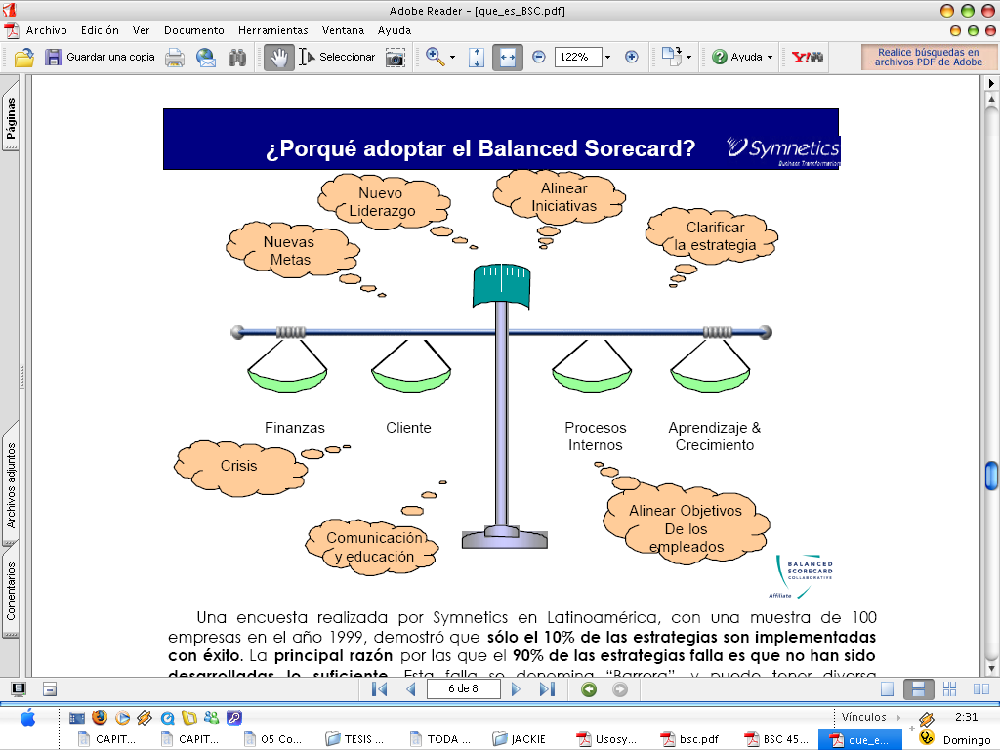 Adobe Reader - [que_es_BSC.pdf]
Archivo Edición Ver Documento Herramientas Ventana Ayuda
Guardar una copia Seleccionar 122% Ayuda Y! Realice búsquedas en
archivos PDF de Adobe
Páginas
Archivos adjuntos
Comentarios
¿Porqué adoptar el Balanced Sorecard?
Symnetics
Business Transformation
Nuevo
Liderazgo
Alinear
Iniciativas
Nuevas
Metas
Clarificar
la estrategia
Finanzas Cliente Procesos
Internos
Aprendizaje &
Crecimiento
Crisis
Comunicación
y educación
Alinear Objetivos
De los
empleados
BALANCED
SCORECARD
COLLABORATIVE
Affiliate
Una encuesta realizada por Symnetics en Latinoamérica, con una muestra de 100
empresas en el año 1999, demostró que sólo el 10% de las estrategias son implementadas
con éxito. La principal razón por las que el 90% de las estrategias falla es que no han sido
desarrolladas lo suficiente. Esta falla se denomina “Barrera”, y puede tener diversa
6 de 8
Vínculos 2:31
CAPIT... CAPIT... 05 Co... TESIS ... TODA ... JACKIE Usosy... bsc.pdf BSC 45... que_e... Domingo